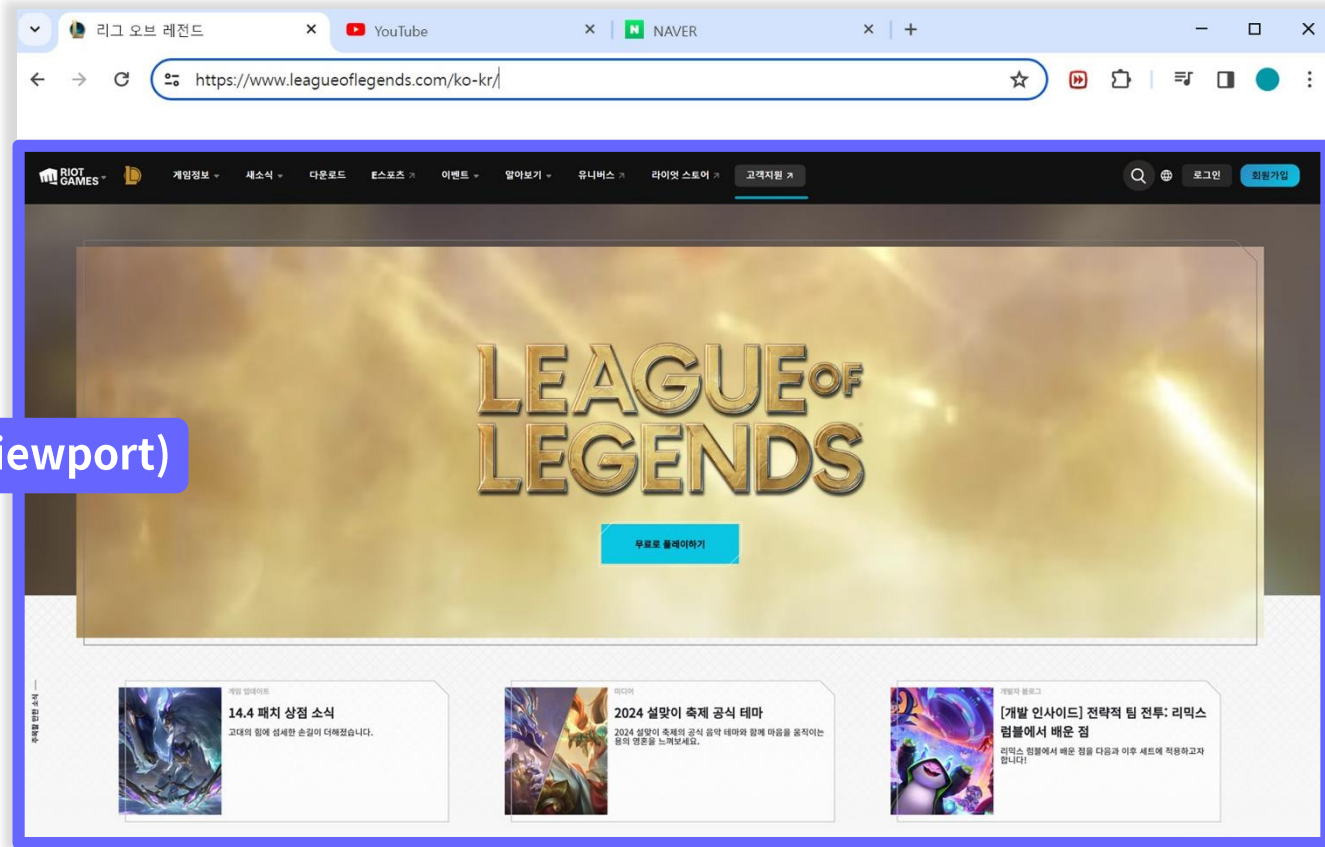 리그 오브 레전드
YouTube
NAVER
https://www.leagueoflegends.com/ko-kr/
RIOT GAMES
게임정보
새소식
다운로드
E스포츠
이벤트
알아보기
유니버스
라이엇 스토어
고객지원
로그인
회원가입
LEAGUE OF
LEGENDS
iewport)
무료로 플레이하기
주목할 만한 소식
게임 업데이트
14.4 패치 상점 소식
고대의 힘에 섬세한 손길이 더해졌습니다.
미디어
2024 설맞이 축제 공식 테마
2024 설맞이 축제의 공식 음악 테마와 함께 마음을 움직이는
용의 영혼을 느껴보세요.
개발자 블로그
[개발 인사이드] 전략적 팀 전투: 리믹스
럼블에서 배운 점
리믹스 럼블에서 배운 점을 다음과 이후 세트에 적용하고자
합니다!